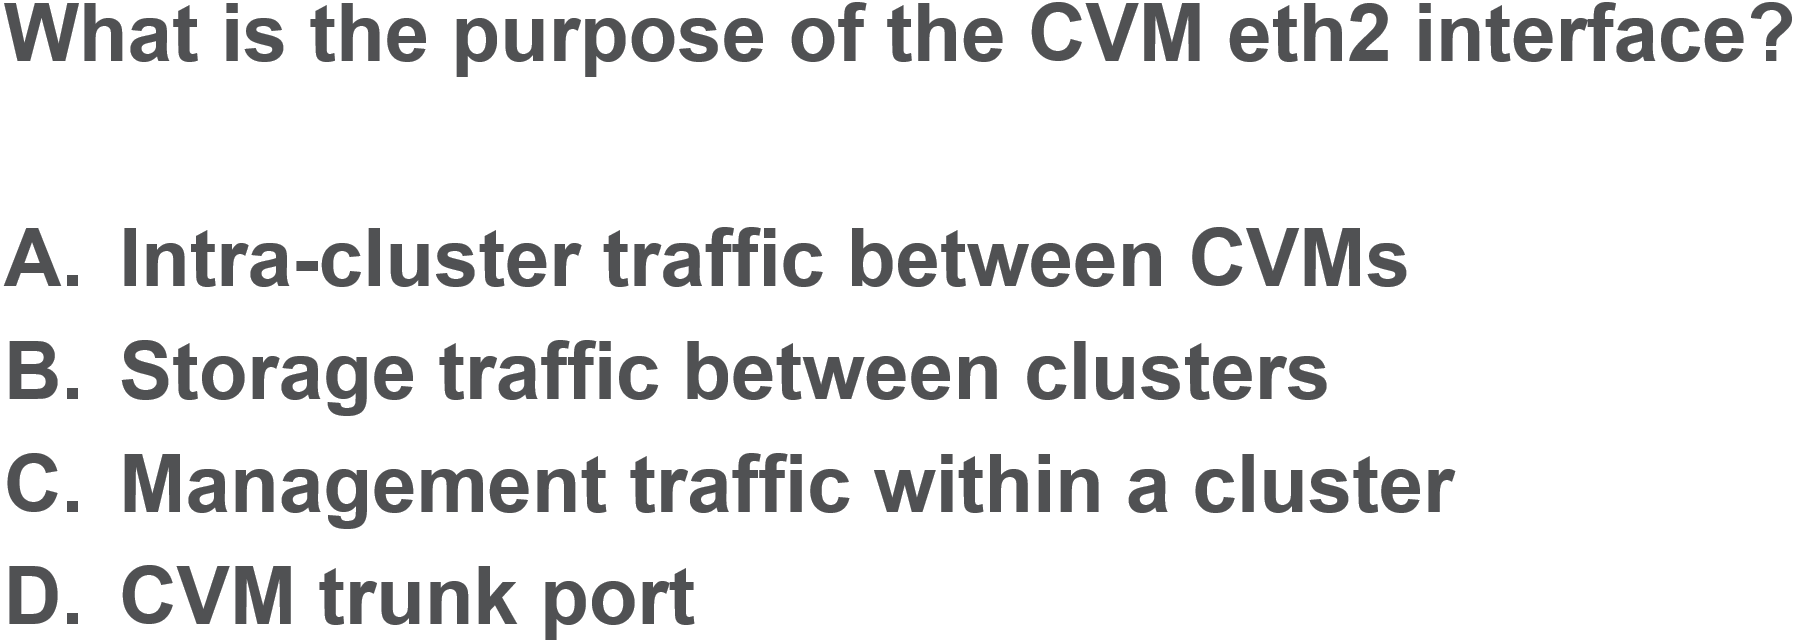 What is the purpose of the CVM eth2 interface?
A. Intra-cluster traffic between CVMs
B. Storage traffic between clusters
C. Management traffic within a cluster
D. CVM trunk port